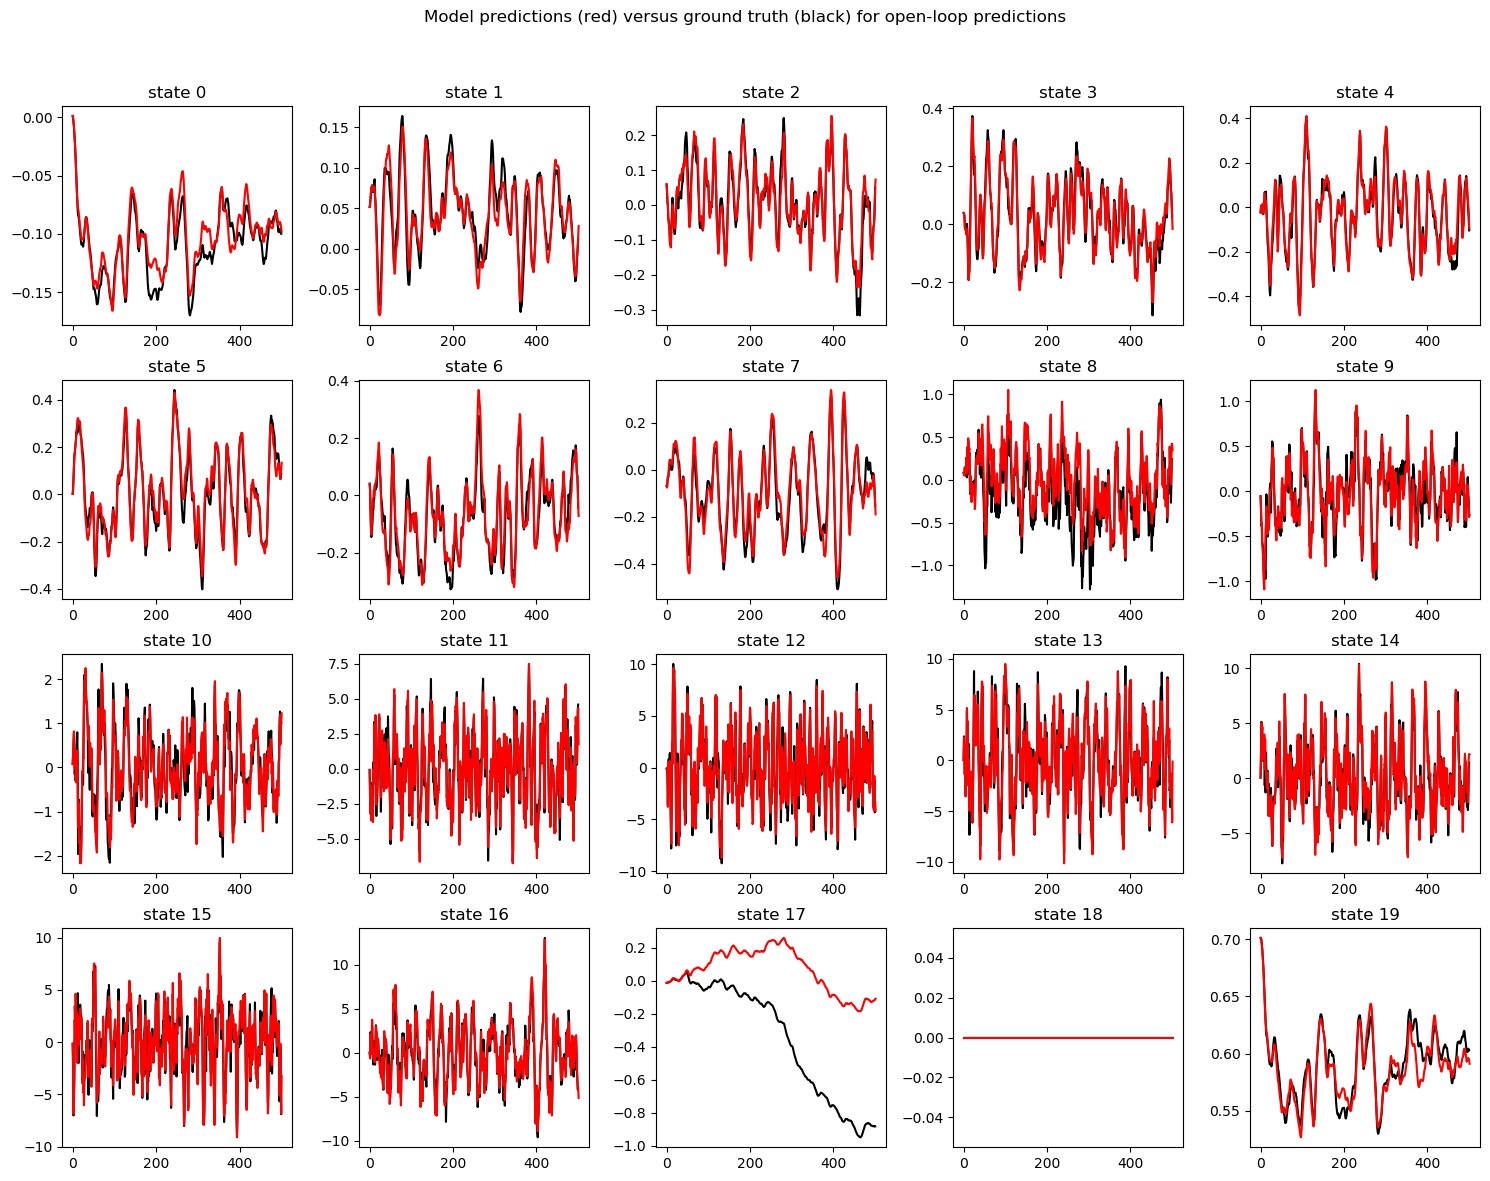 Model predictions (red) versus ground truth (black) for open-loop predictions
state 0 state 1 state 2 state 3 state 4
0.00 −0.05 −0.10 −0.15
0 200 400
0.15 0.10 0.05 0.00 −0.05
0 200 400
0.2 0.1 0.0 −0.1 −0.2 −0.3
0 200 400
0.4 0.2 0.0 −0.2
0 200 400
0.4 0.2 0.0 −0.2 −0.4
0 200 400
state 5 state 6 state 7 state 8 state 9
0.4 0.2 0.0 −0.2 −0.4
0 200 400
0.4 0.2 0.0 −0.2
0 200 400
0.2 0.0 −0.2 −0.4
0 200 400
1.0 0.5 0.0 −0.5 −1.0
0 200 400
1.0 0.5 0.0 −0.5 −1.0
0 200 400
state 10 state 11 state 12 state 13 state 14
2 1 0 −1 −2
0 200 400
7.5 5.0 2.5 0.0 −2.5 −5.0
0 200 400
10 5 0 −5 −10
0 200 400
10 5 0 −5 −10
0 200 400
10 5 0 −5
0 200 400
state 15 state 16 state 17 state 18 state 19
10 5 0 −5 −10
0 200 400
10 5 0 −5 −10
0 200 400
0.2 0.0 −0.2 −0.4 −0.6 −0.8 −1.0
0 200 400
0.04 0.02 0.00 −0.02 −0.04
0 200 400
0.70 0.65 0.60 0.55
0 200 400